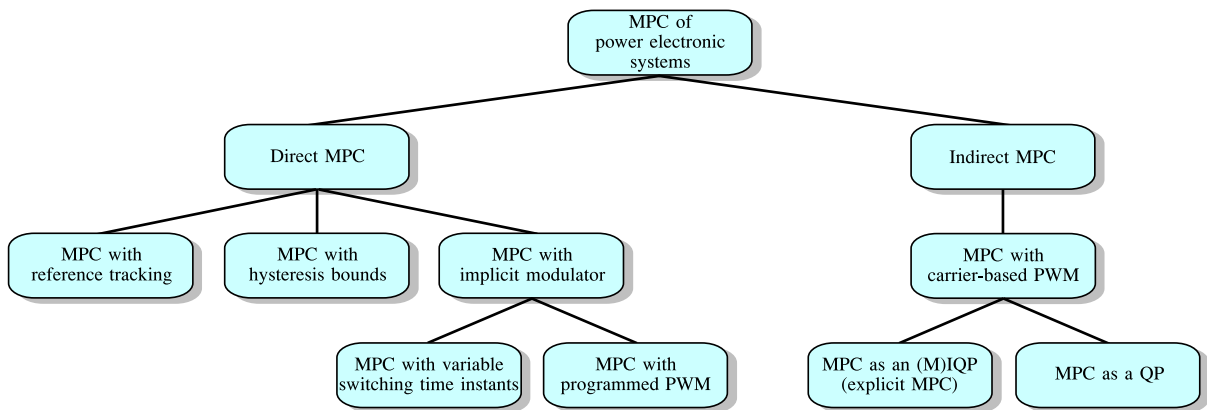 MPC of
power electronic
systems
Direct MPC
Indirect MPC
MPC with
reference tracking
MPC with
hysteresis bounds
MPC with
implicit modulator
MPC with
carrier-based PWM
MPC with variable
switching time instants
MPC with
programmed PWM
MPC as an (M)IQP
(explicit MPC)
MPC as a QP